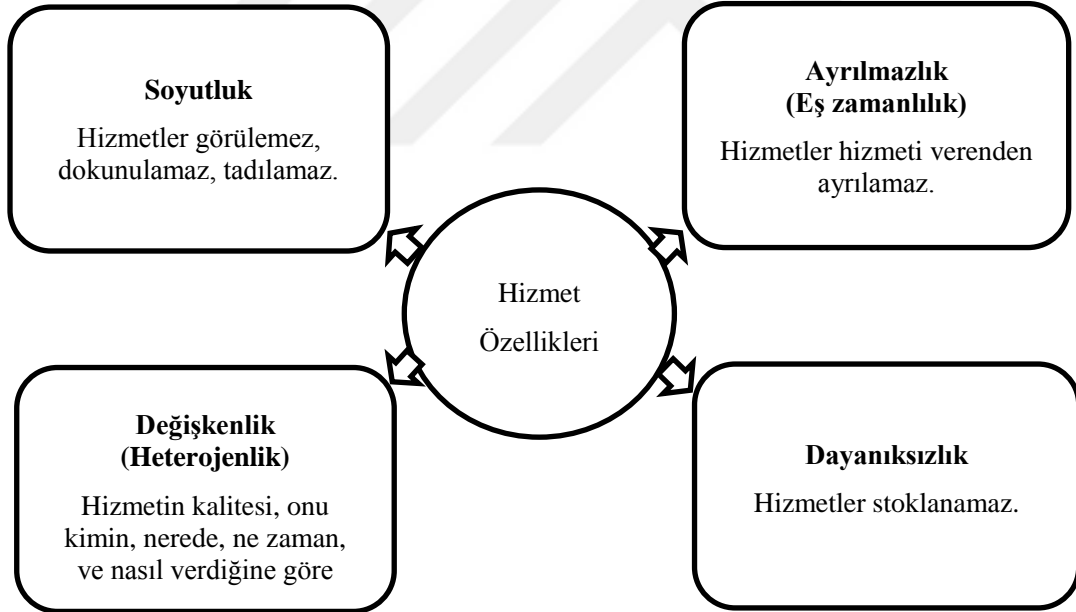 Soyutluk
Hizmetler görülemez,
dokunulamaz, tadılamaz.
Ayrılmazlık
(Eş zamanlılık)
Hizmetler hizmeti verenden
ayrılamaz.
Hizmet
Özellikleri
Değişkenlik
(Heterojenlik)
Hizmetin kalitesi, onu
kimin, nerede, ne zaman,
ve nasıl verdiğine göre
Dayanıksızlık
Hizmetler stoklanamaz.